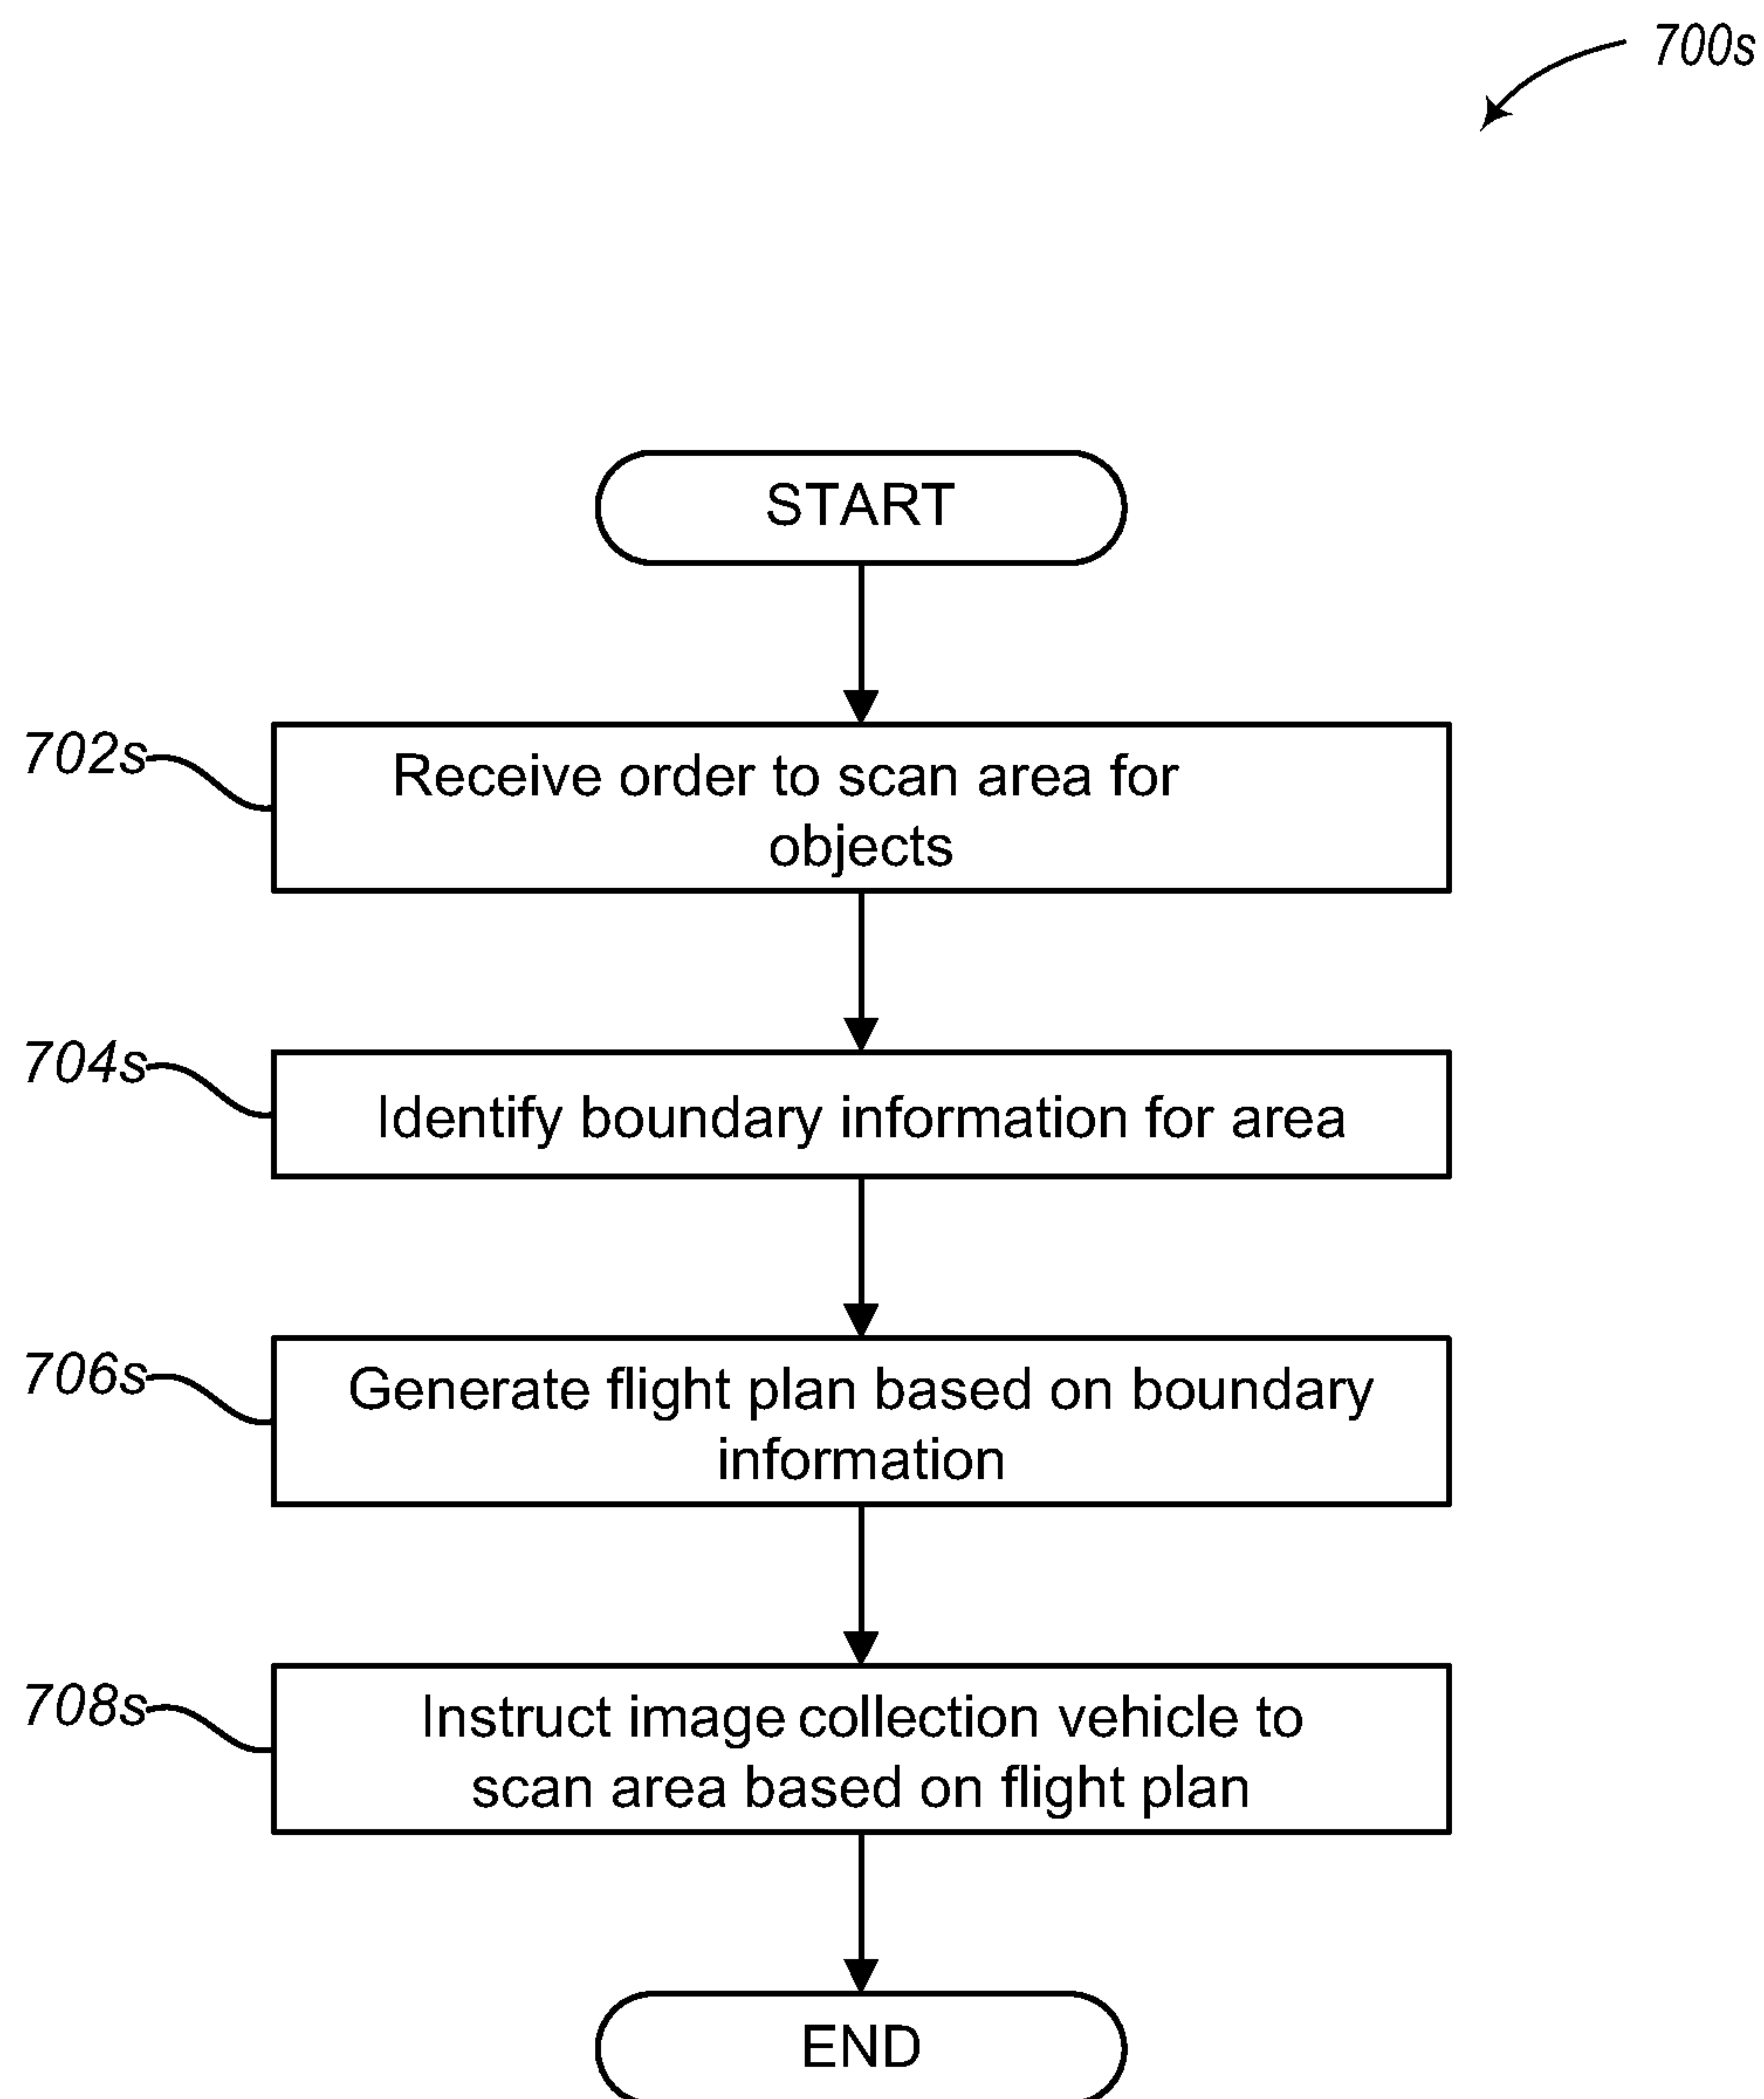 700s
START
702s
Receive order to scan area for
objects
704s
Identify boundary information for area
706s
Generate flight plan based on boundary
information
708s
Instruct image collection vehicle to
scan area based on flight plan
END